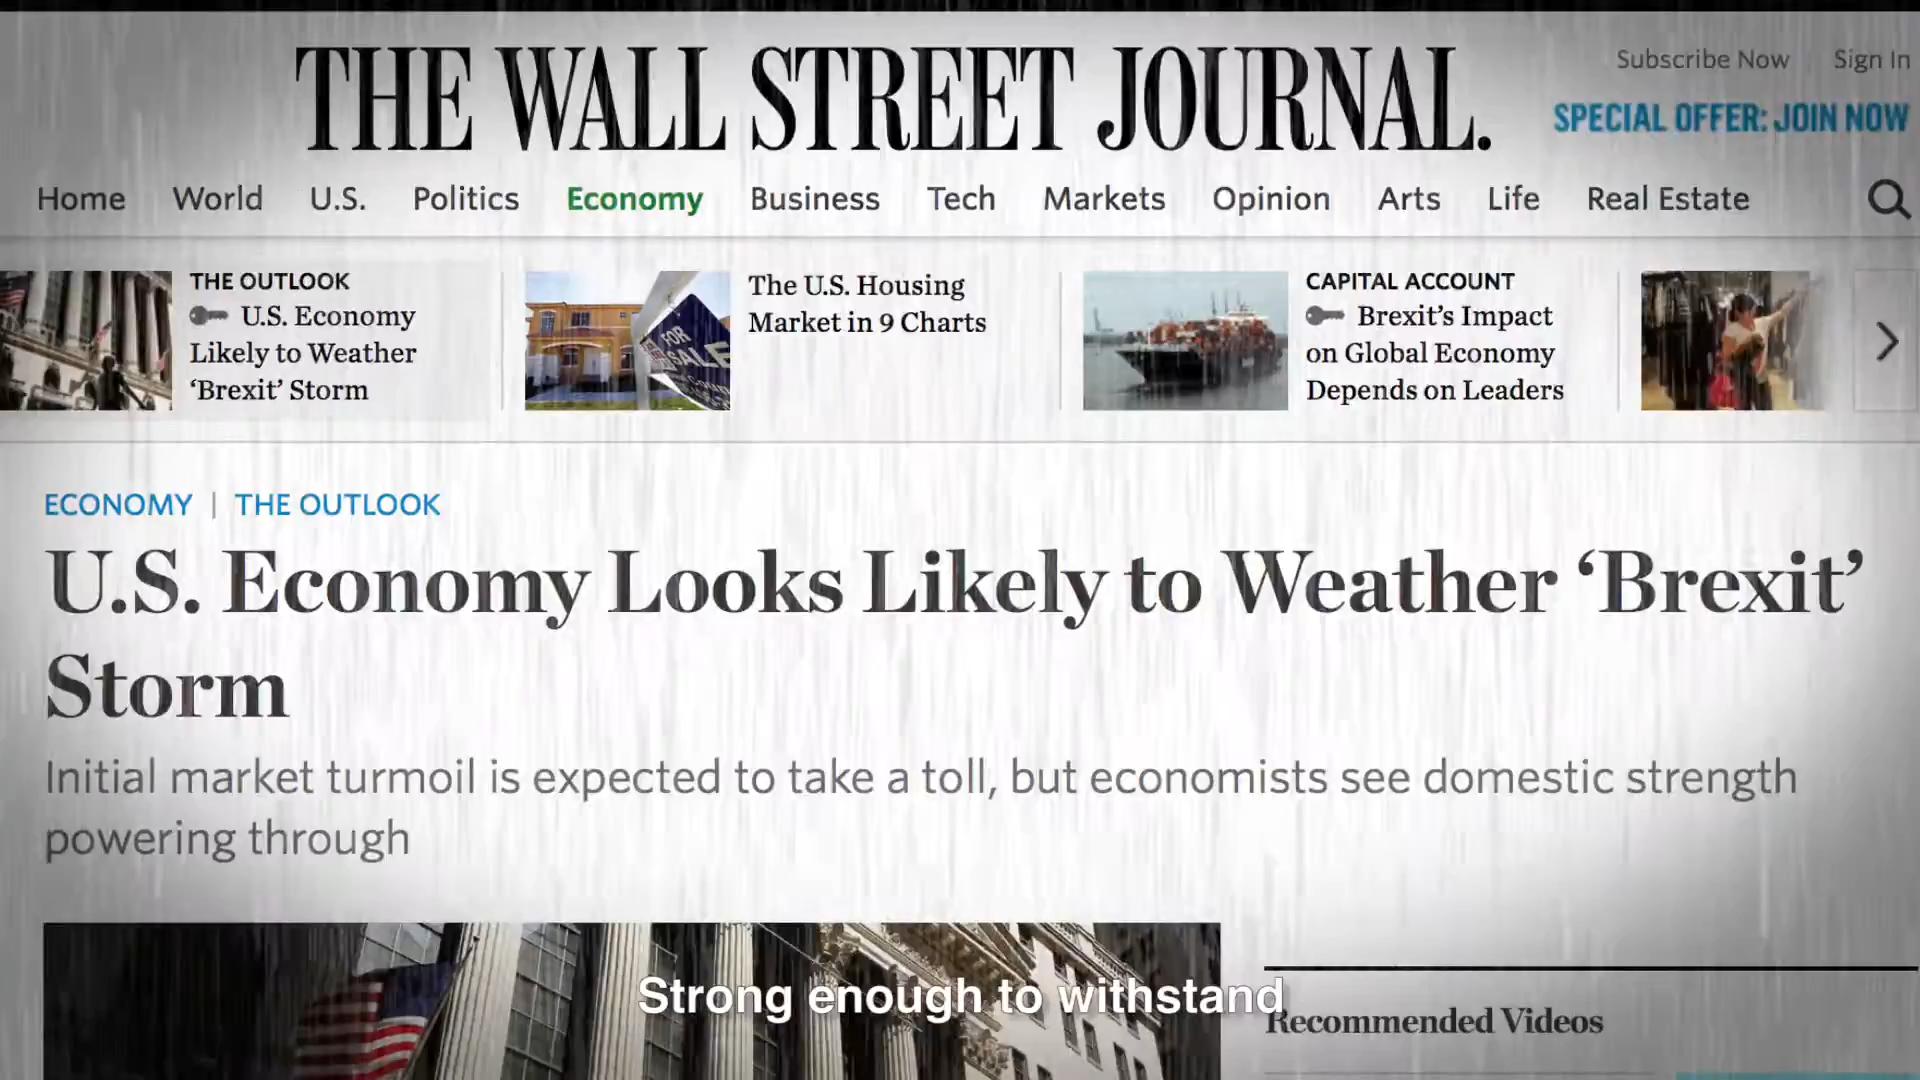 THE WALL STREET JOURNAL.
Subscribe Now
Sign In
SPECIAL OFFER: JOIN NOW
Home World U.S. Politics Economy Business Tech Markets Opinion Arts Life Real Estate
THE OUTLOOK
U.S. Economy
Likely to Weather
‘Brexit’ Storm
FOR
SALE
The U.S. Housing
Market in 9 Charts
CAPITAL ACCOUNT
Brexit’s Impact
on Global Economy
Depends on Leaders
ECONOMY | THE OUTLOOK
U.S. Economy Looks Likely to Weather ‘Brexit’
Storm
Initial market turmoil is expected to take a toll, but economists see domestic strength
powering through
Strong enough to withstand
Recommended Videos